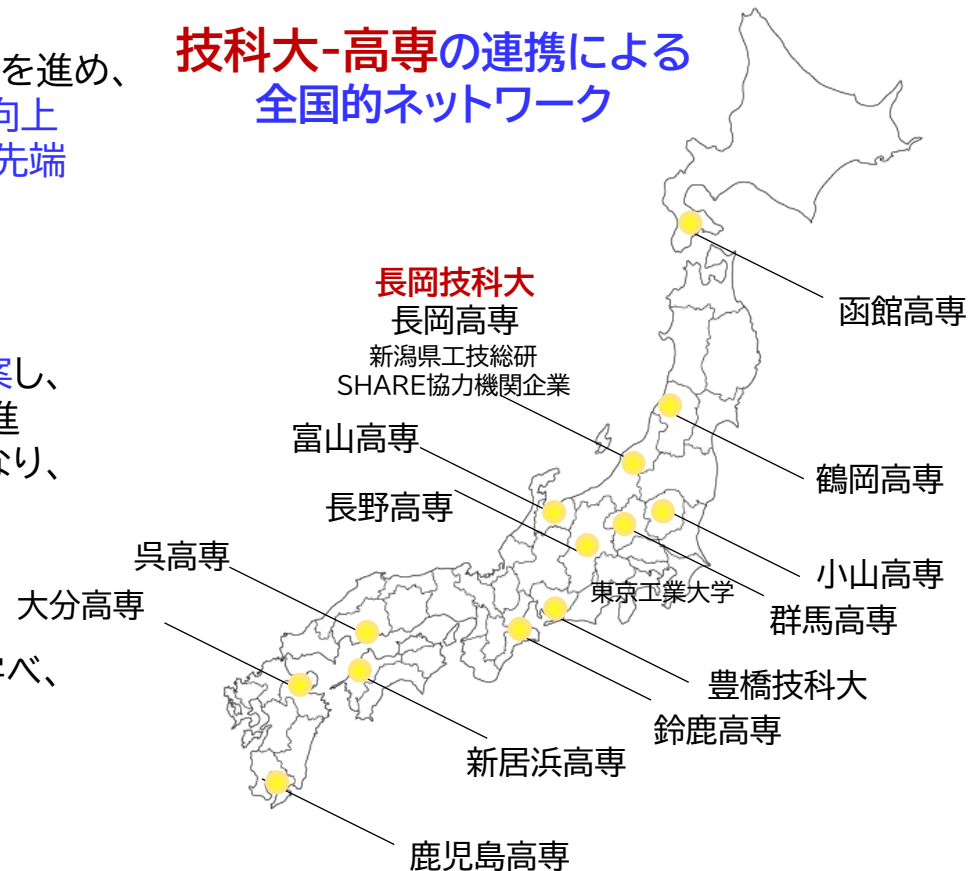 技科大-高専の連携による
全国的ネットワーク
を進め、
向上
先端
案し、
進
なり、
べ、
長岡技科大
長岡高専
新潟県工技総研
SHARE協力機関企業
富山高専
長野高専
呉高専
大分高専
函館高専
鶴岡高専
小山高専
東京工業大学
群馬高専
豊橋技科大
鈴鹿高専
新居浜高専
鹿児島高専